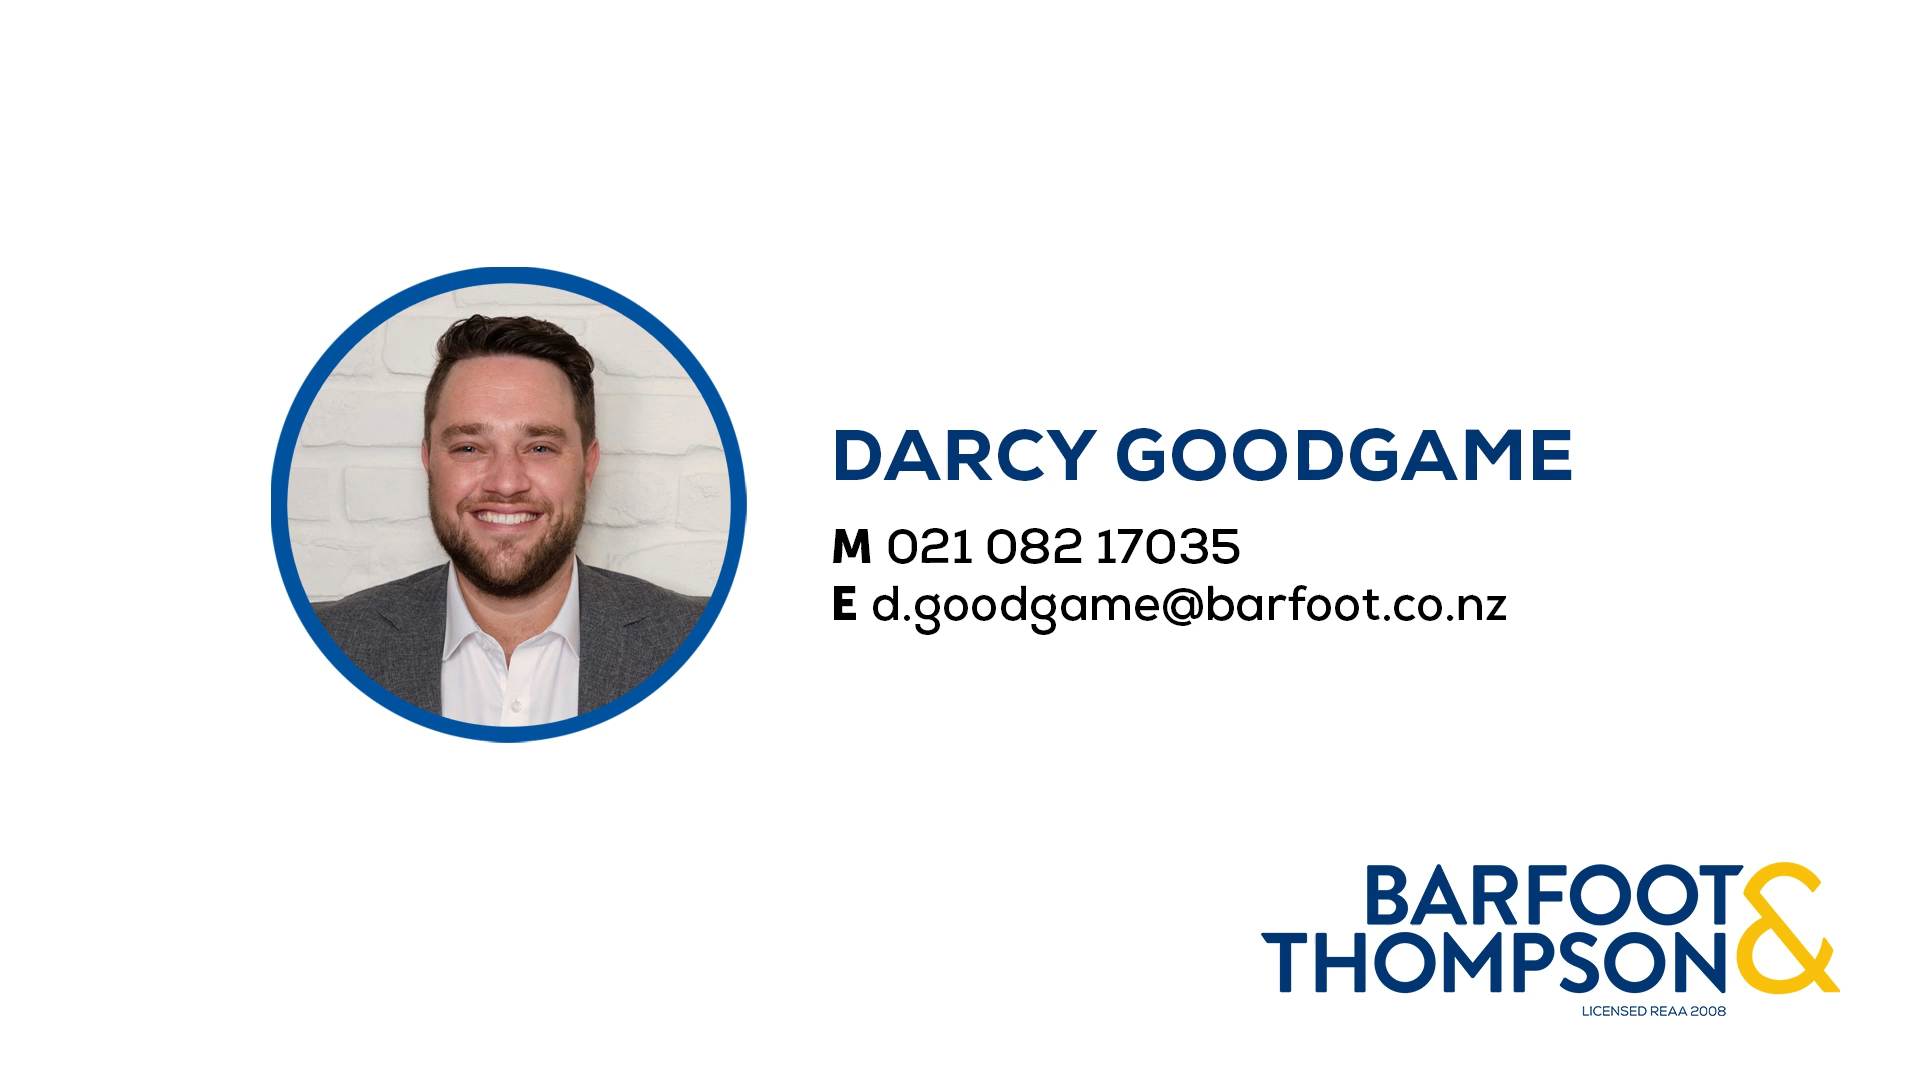 DARCY GOODGAME
M 021 082 17035
E d.goodgame@barfoot.co.nz
BARFOOT &
THOMPSON
LICENSED REAA 2008